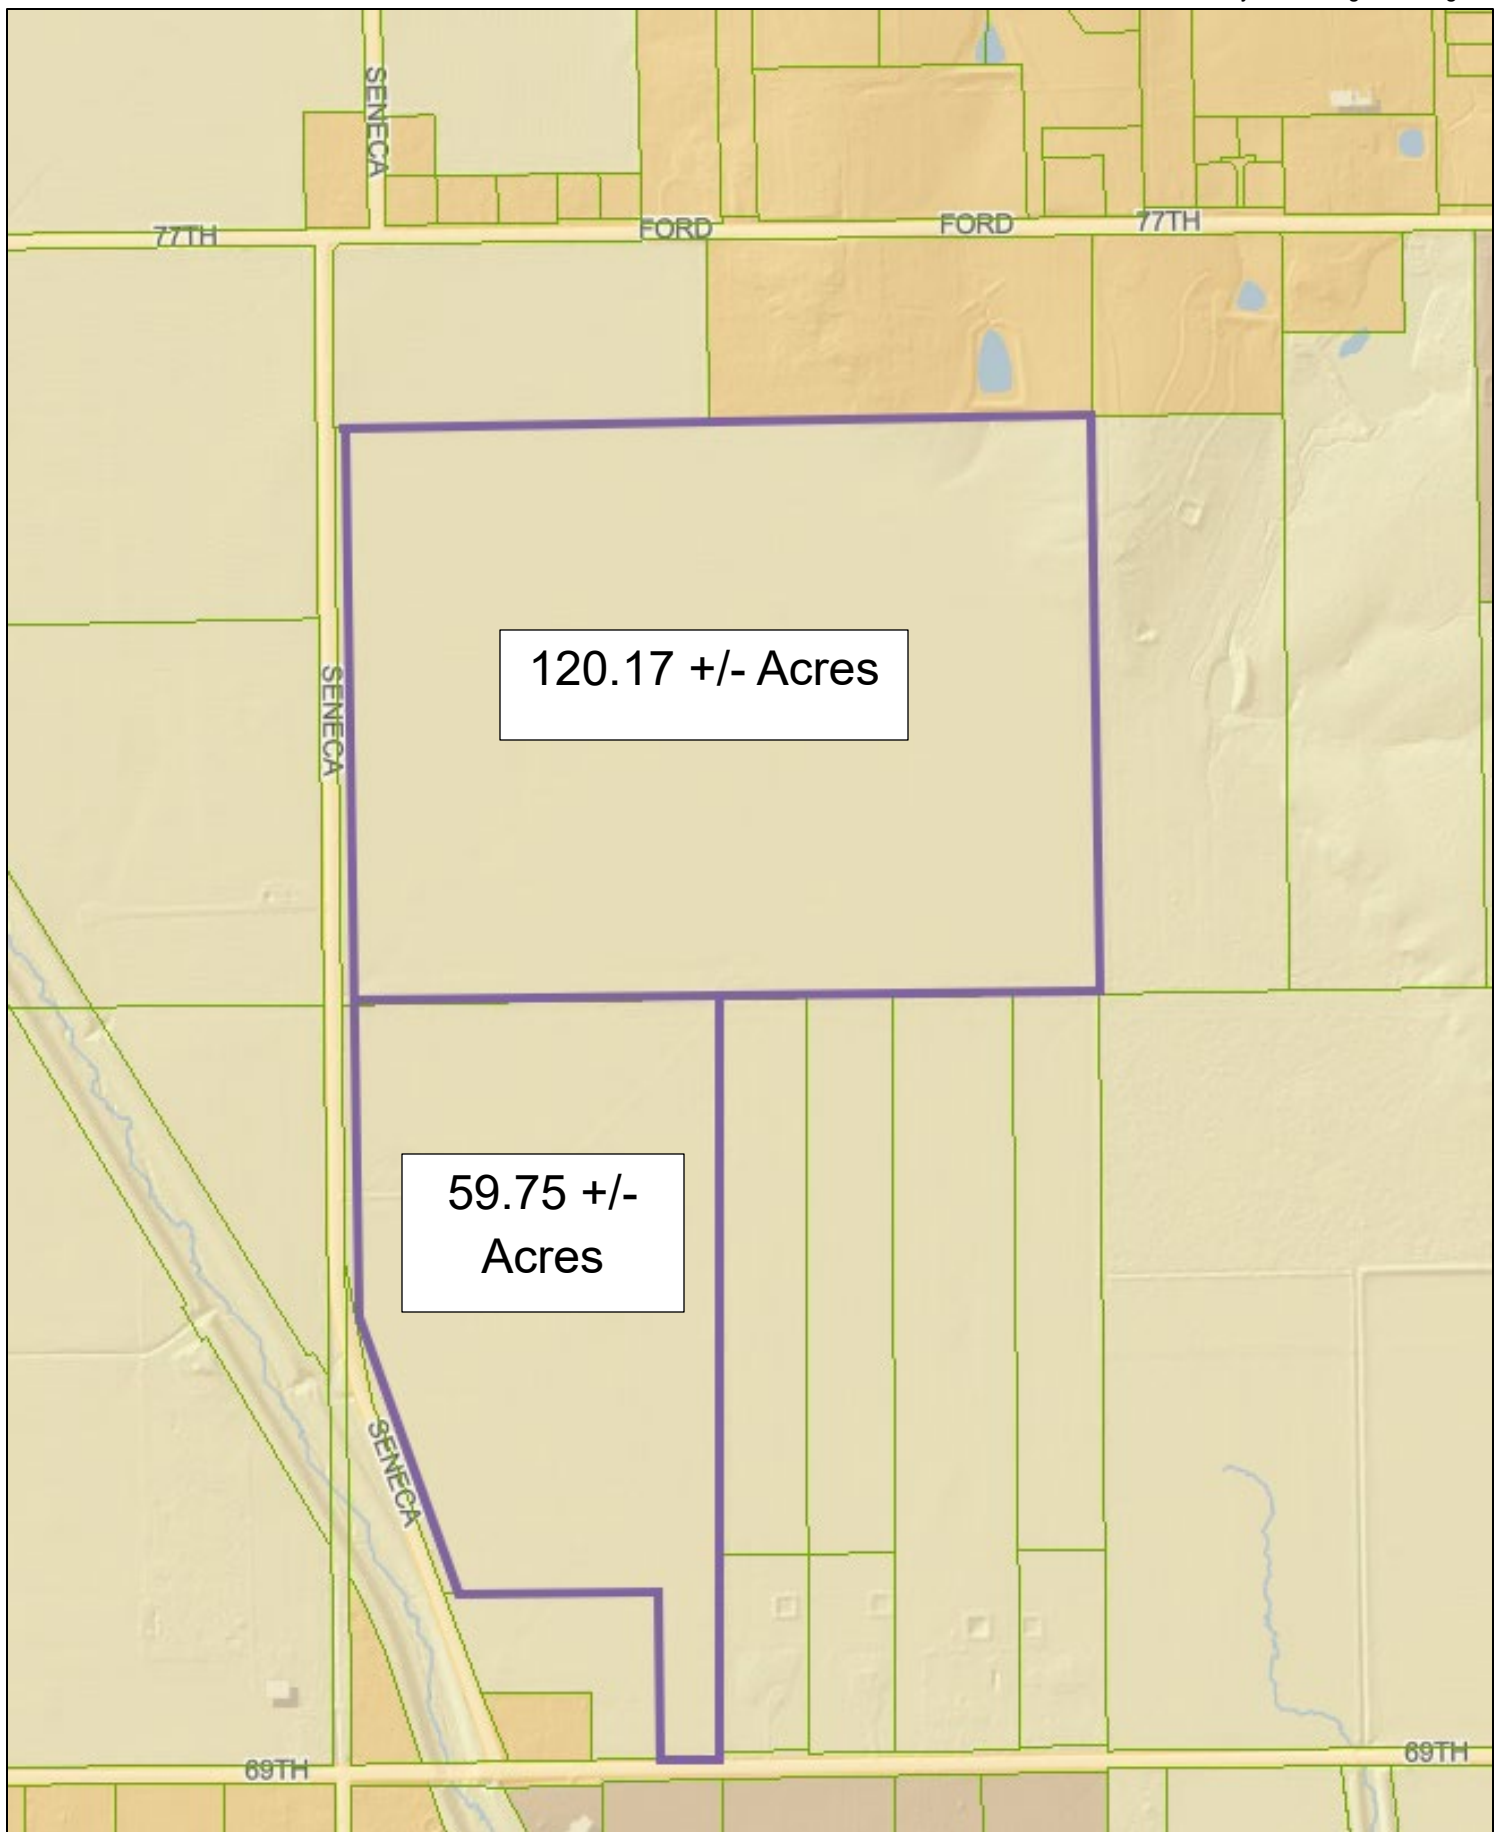 SENECA
77TH
FORD
FORD
77TH
120.17 +/- Acres
SENECA
59.75 +/-
Acres
SENECA
69TH
69TH